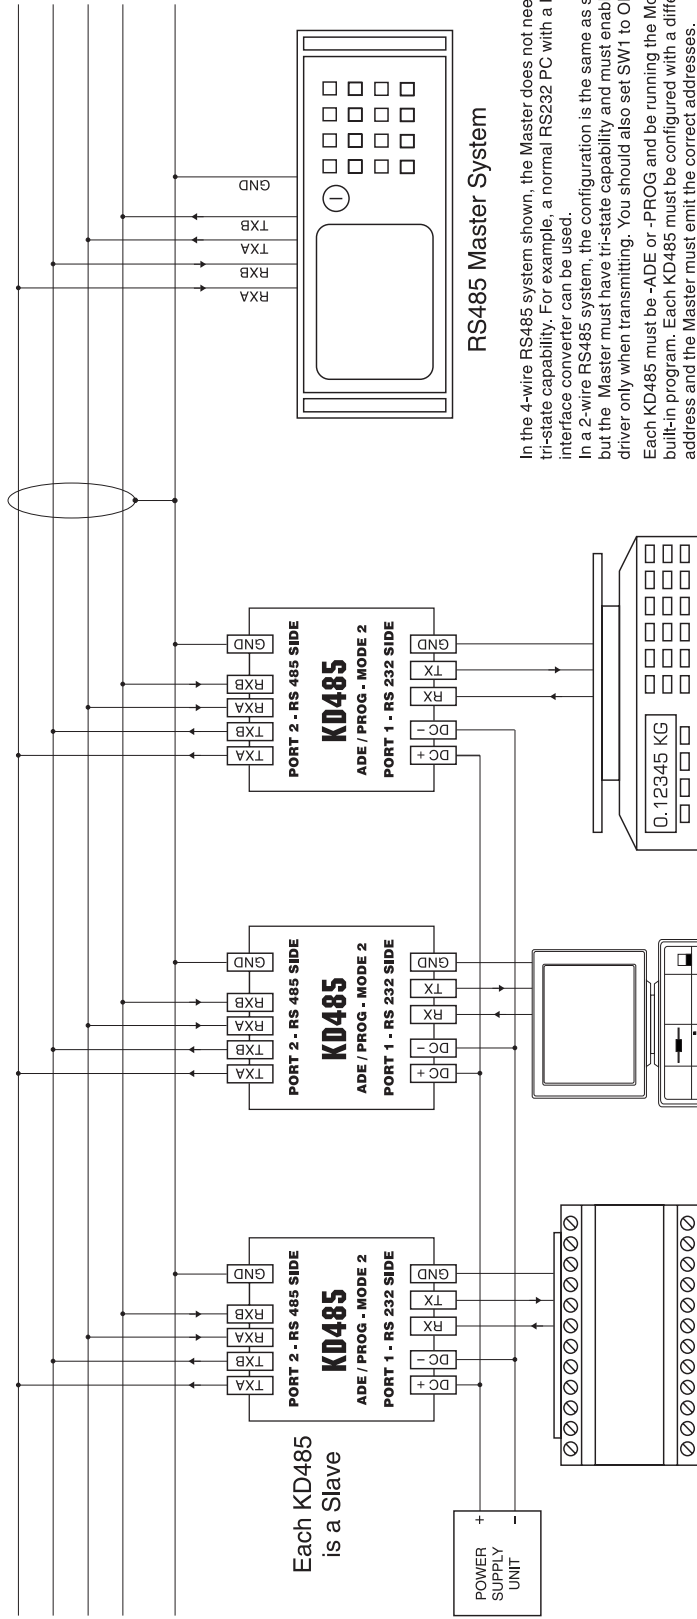 Each KD485
is a Slave
TXA TXB RXA RXB GND
PORT 2 - RS 485 SIDE
KD485
ADE / PROG - MODE 2
PORT 1 - RS 232 SIDE
DC + DC − RX TX GND
TXA TXB RXA RXB GND
PORT 2 - RS 485 SIDE
KD485
ADE / PROG - MODE 2
PORT 1 - RS 232 SIDE
DC + DC − RX TX GND
TXA TXB RXA RXB GND
PORT 2 - RS 485 SIDE
KD485
ADE / PROG - MODE 2
PORT 1 - RS 232 SIDE
DC + DC − RX TX GND
RXA RXB TXA TXB GND
RS485 Master System
POWER
SUPPLY
UNIT
+
−
0.12345 KG
In the 4-wire RS485 system shown, the Master does not nee
tri-state capability. For example, a normal RS232 PC with a
interface converter can be used.
In a 2-wire RS485 system, the configuration is the same as s
but the Master must have tri-state capability and must enab
driver only when transmitting. You should also set SW1 to O
Each KD485 must be -ADE or -PROG and be running the Mo
built-in program. Each KD485 must be configured with a diffe
address and the Master must emit the correct addresses.